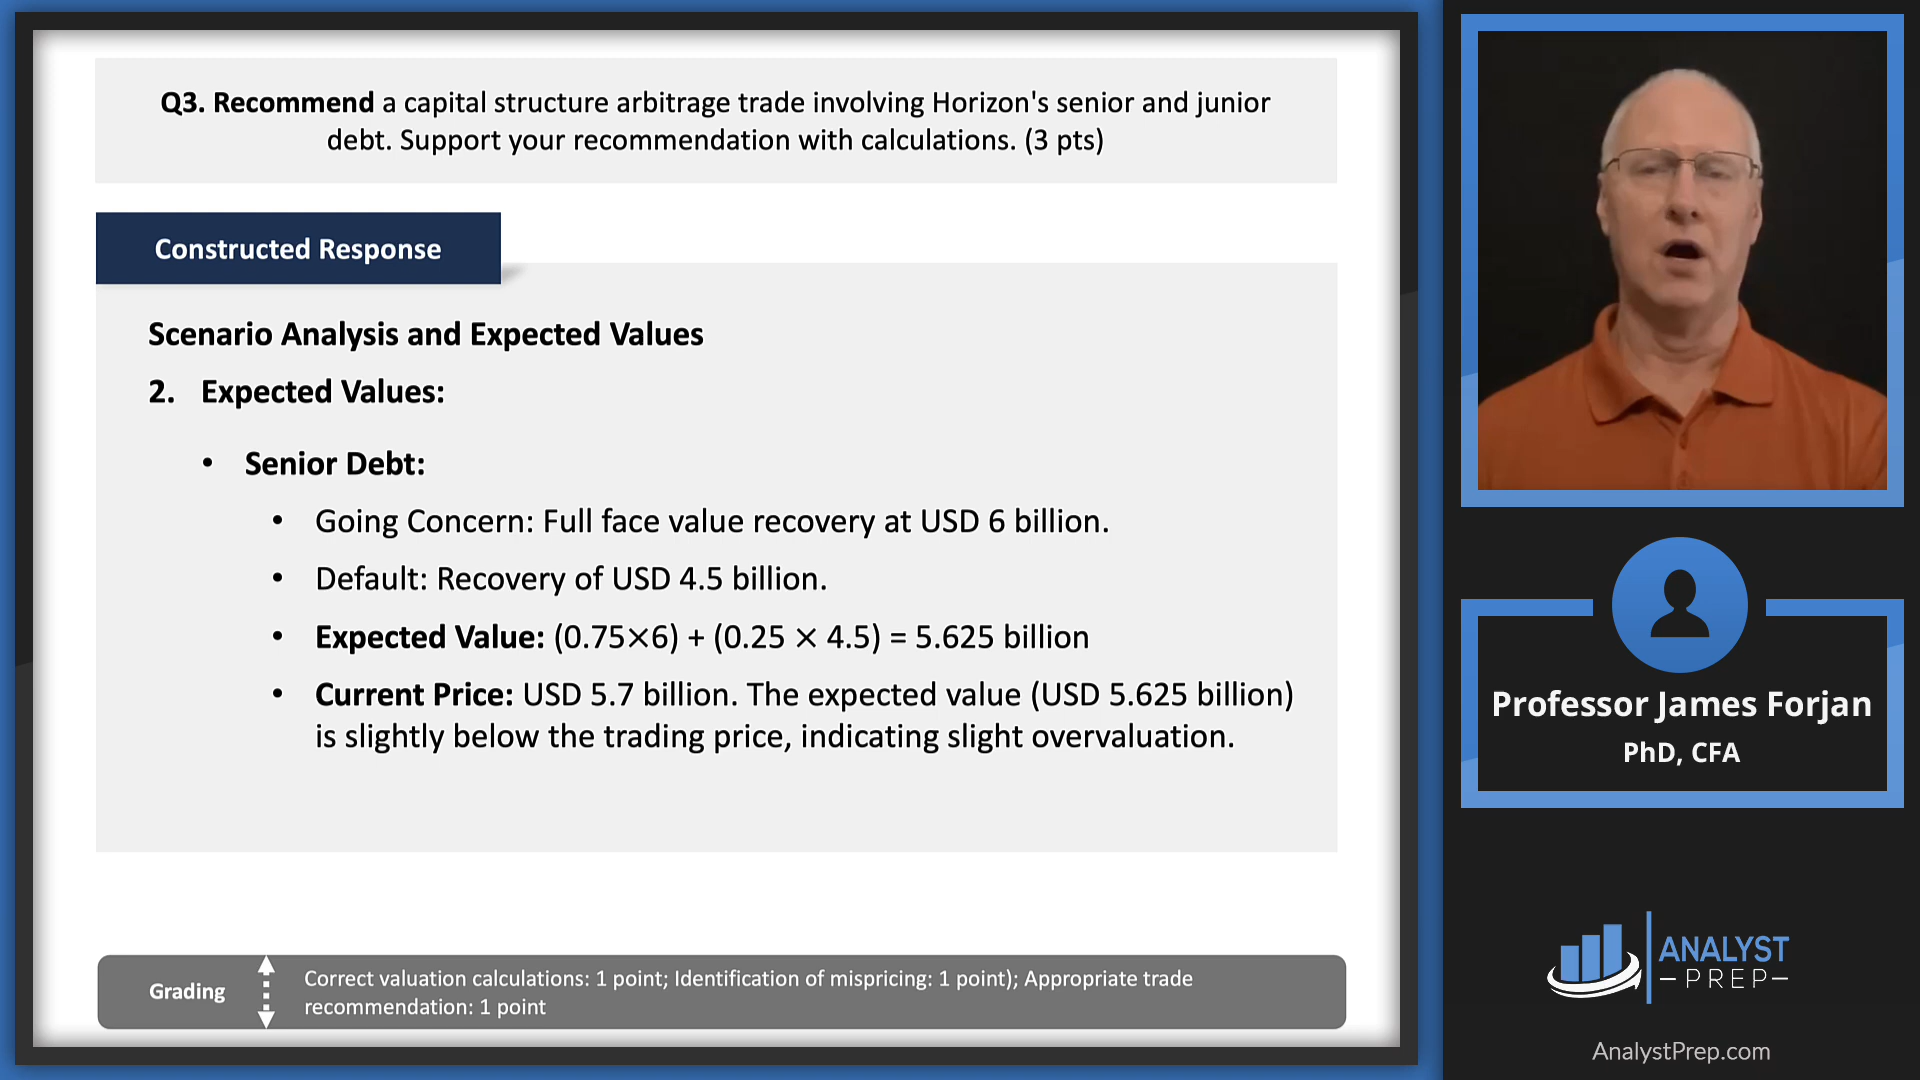 Q3. Recommend a capital structure arbitrage trade involving Horizon's senior and junior
debt. Support your recommendation with calculations. (3 pts)
Constructed Response
Scenario Analysis and Expected Values
2. Expected Values:
• Senior Debt:
• Going Concern: Full face value recovery at USD 6 billion.
• Default: Recovery of USD 4.5 billion.
• Expected Value: (0.75×6) + (0.25 × 4.5) = 5.625 billion
• Current Price: USD 5.7 billion. The expected value (USD 5.625 billion)
is slightly below the trading price, indicating slight overvaluation.
Grading
Correct valuation calculations: 1 point; Identification of mispricing: 1 point); Appropriate trade
recommendation: 1 point
Professor James Forjan
PhD, CFA
ANALYST
PREP
AnalystPrep.com